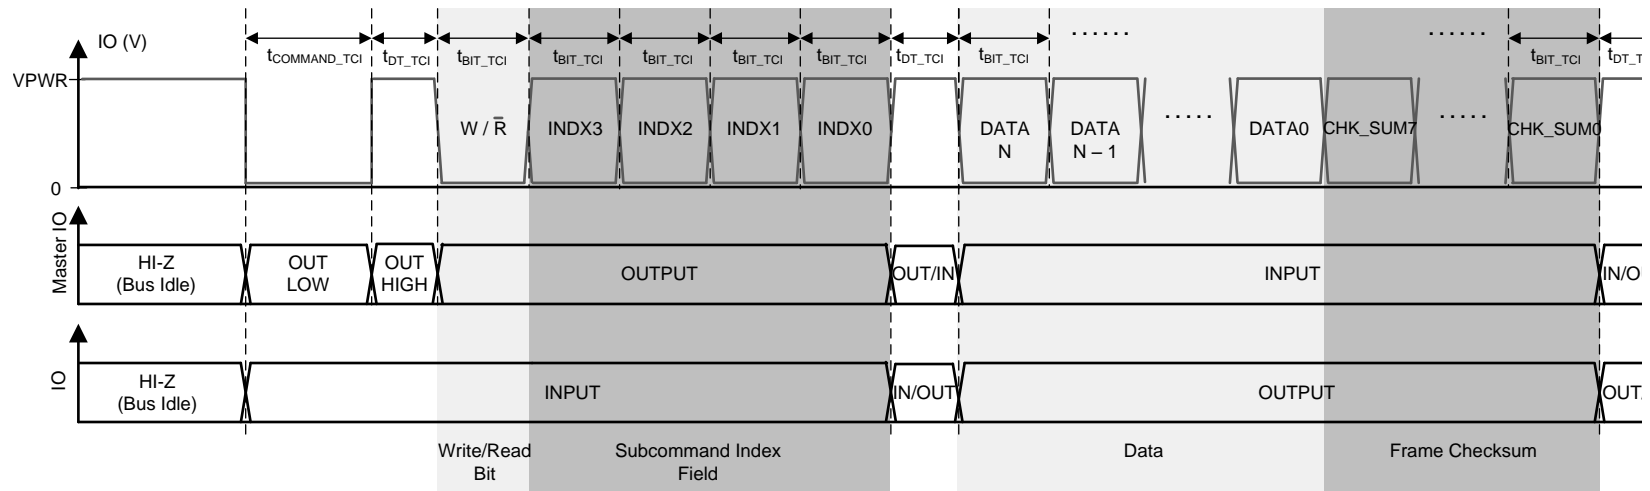 IO (V)
tCOMMAND_TCI tDT_TCI tBIT_TCI tBIT_TCI tBIT_TCI tBIT_TCI tBIT_TCI tDT_TCI tBIT_TCI ...... ...... tBIT_TCI
VPWR
W / R̅ INDX3 INDX2 INDX1 INDX0 DATA N DATA N – 1 ..... DATA0 CHK_SUM7 ..... CHK_SUM0
0
Master IO
HI-Z (Bus Idle) OUT LOW OUT HIGH OUTPUT OUT/IN INPUT
IO
HI-Z (Bus Idle) INPUT IN/OUT OUTPUT
Write/Read Bit
Subcommand Index Field
Data
Frame Checksum